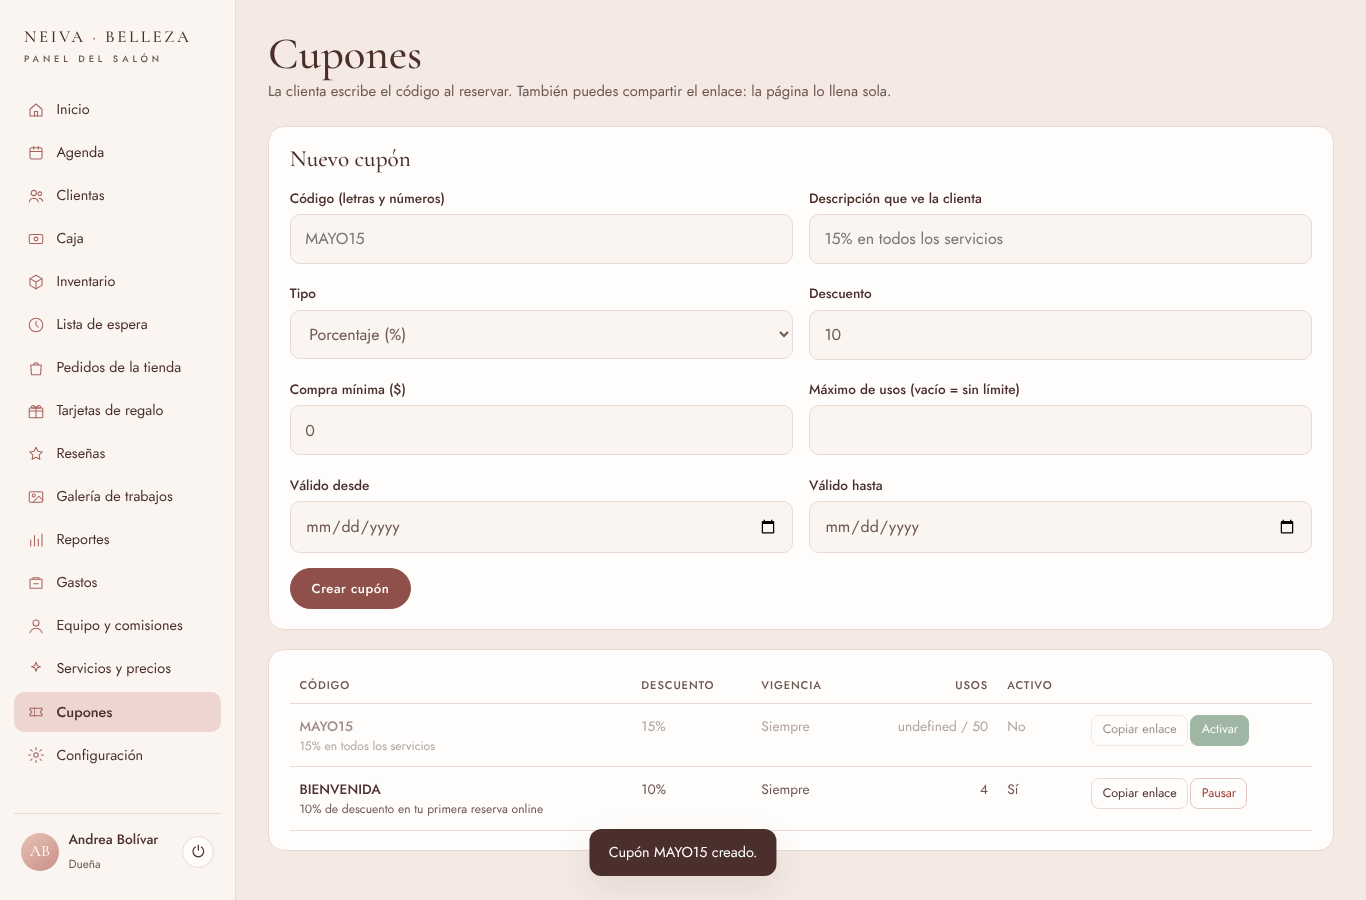 NEIVA · BELLEZA
PANEL DEL SALÓN
Inicio
Agenda
Clientas
Caja
Inventario
Lista de espera
Pedidos de la tienda
Tarjetas de regalo
Reseñas
Galería de trabajos
Reportes
Gastos
Equipo y comisiones
Servicios y precios
Cupones
Configuración
AB
Andrea Bolívar
Dueña
Cupones
La clienta escribe el código al reservar. También puedes compartir el enlace: la página lo llena sola.
Nuevo cupón
Código (letras y números)
MAYO15
Descripción que ve la clienta
15% en todos los servicios
Tipo
Porcentaje (%)
Descuento
10
Compra mínima ($)
0
Máximo de usos (vacío = sin límite)
Válido desde
mm/dd/yyyy
Válido hasta
mm/dd/yyyy
Crear cupón
CÓDIGO DESCUENTO VIGENCIA USOS ACTIVO
MAYO15 15% Siempre undefined / 50 No Copiar enlace Activar
15% en todos los servicios
BIENVENIDA 10% Siempre 4 Sí Copiar enlace Pausar
10% de descuento en tu primera reserva online
Cupón MAYO15 creado.